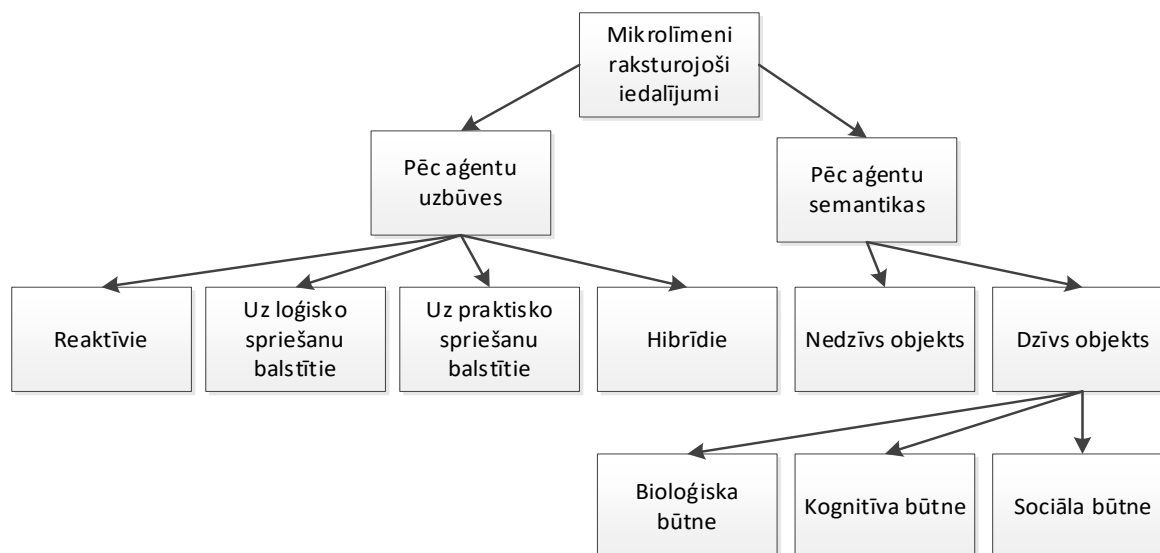 Mikrolīmeni
raksturojoši
iedalījumi
Pēc aģentu
uzbūves
Pēc aģentu
semantikas
Reaktīvie
Uz loģisko
spriešanu
balstītie
Uz praktisko
spriešanu
balstītie
Hibrīdie
Nedzīvs objekts
Dzīvs objekts
Bioloģiska
būtne
Kognitīva būtne
Sociāla būtne